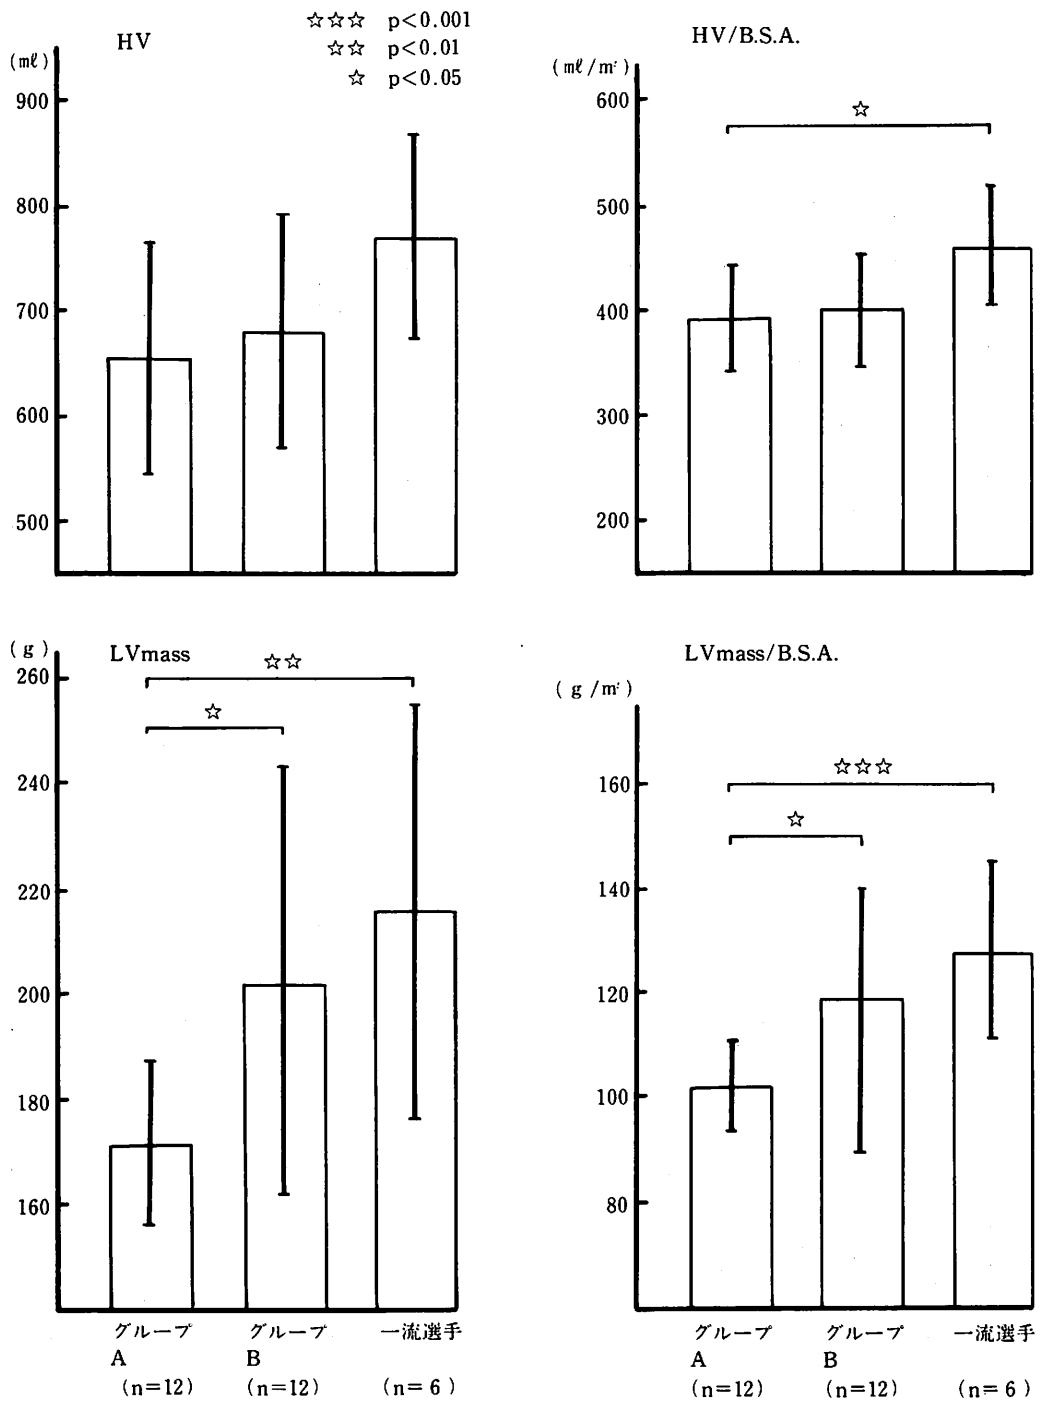 HV
☆☆☆ p<0.001
☆☆ p<0.01
☆ p<0.05
(mℓ)
900
800
700
600
500
HV/B.S.A.
(mℓ/m²)
600
500
400
300
200
☆
LVmass
(g)
260
240
220
200
180
160
☆☆
☆
グループ A (n=12)
グループ B (n=12)
一流選手 (n=6)
LVmass/B.S.A.
(g/m²)
160
140
120
100
80
☆☆☆
☆
グループ A (n=12)
グループ B (n=12)
一流選手 (n=6)